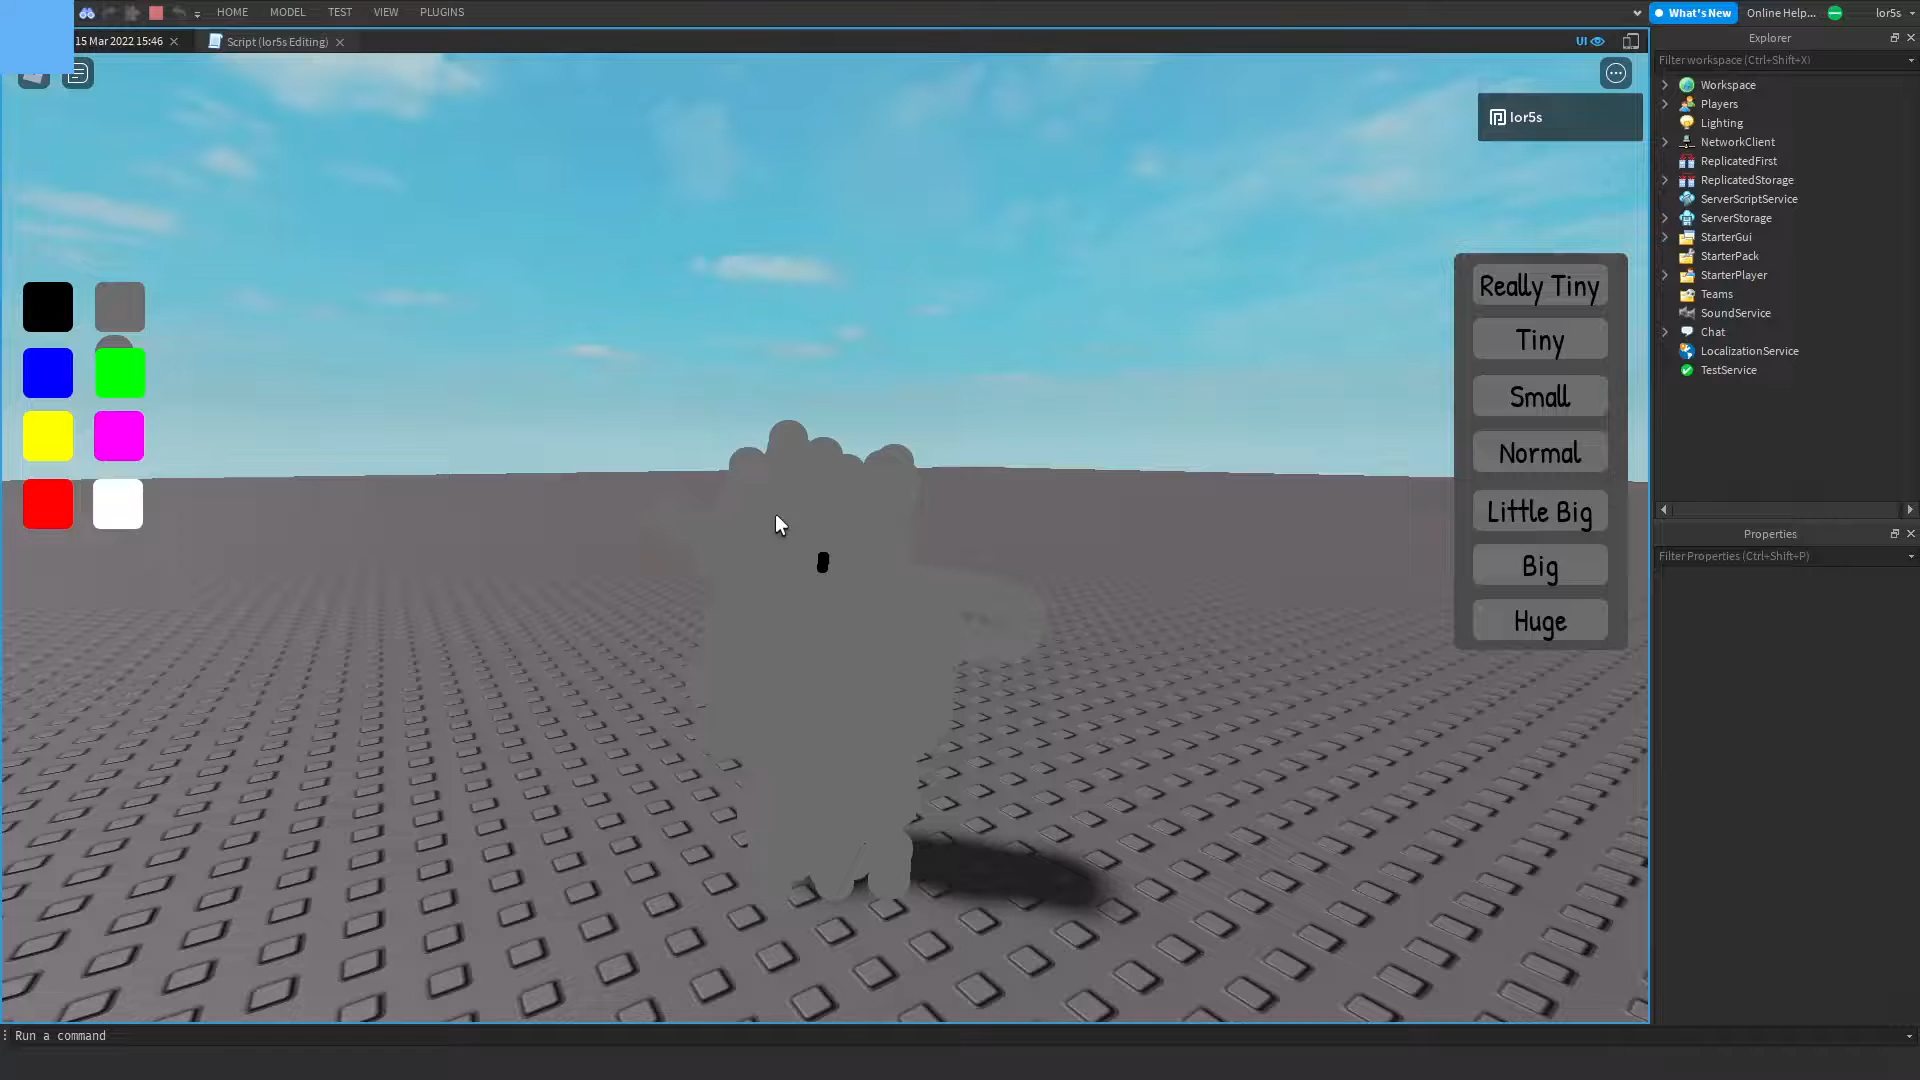 HOME MODEL TEST VIEW PLUGINS
What's New Online Help... lor5s
15 Mar 2022 15:46 Script (lor5s Editing)
UI
Explorer
Filter workspace (Ctrl+Shift+X)
Workspace
Players
Lighting
NetworkClient
ReplicatedFirst
ReplicatedStorage
ServerScriptService
ServerStorage
StarterGui
StarterPack
StarterPlayer
Teams
SoundService
Chat
LocalizationService
TestService
lor5s
Really Tiny
Tiny
Small
Normal
Little Big
Big
Huge
Properties
Filter Properties (Ctrl+Shift+P)
Run a command